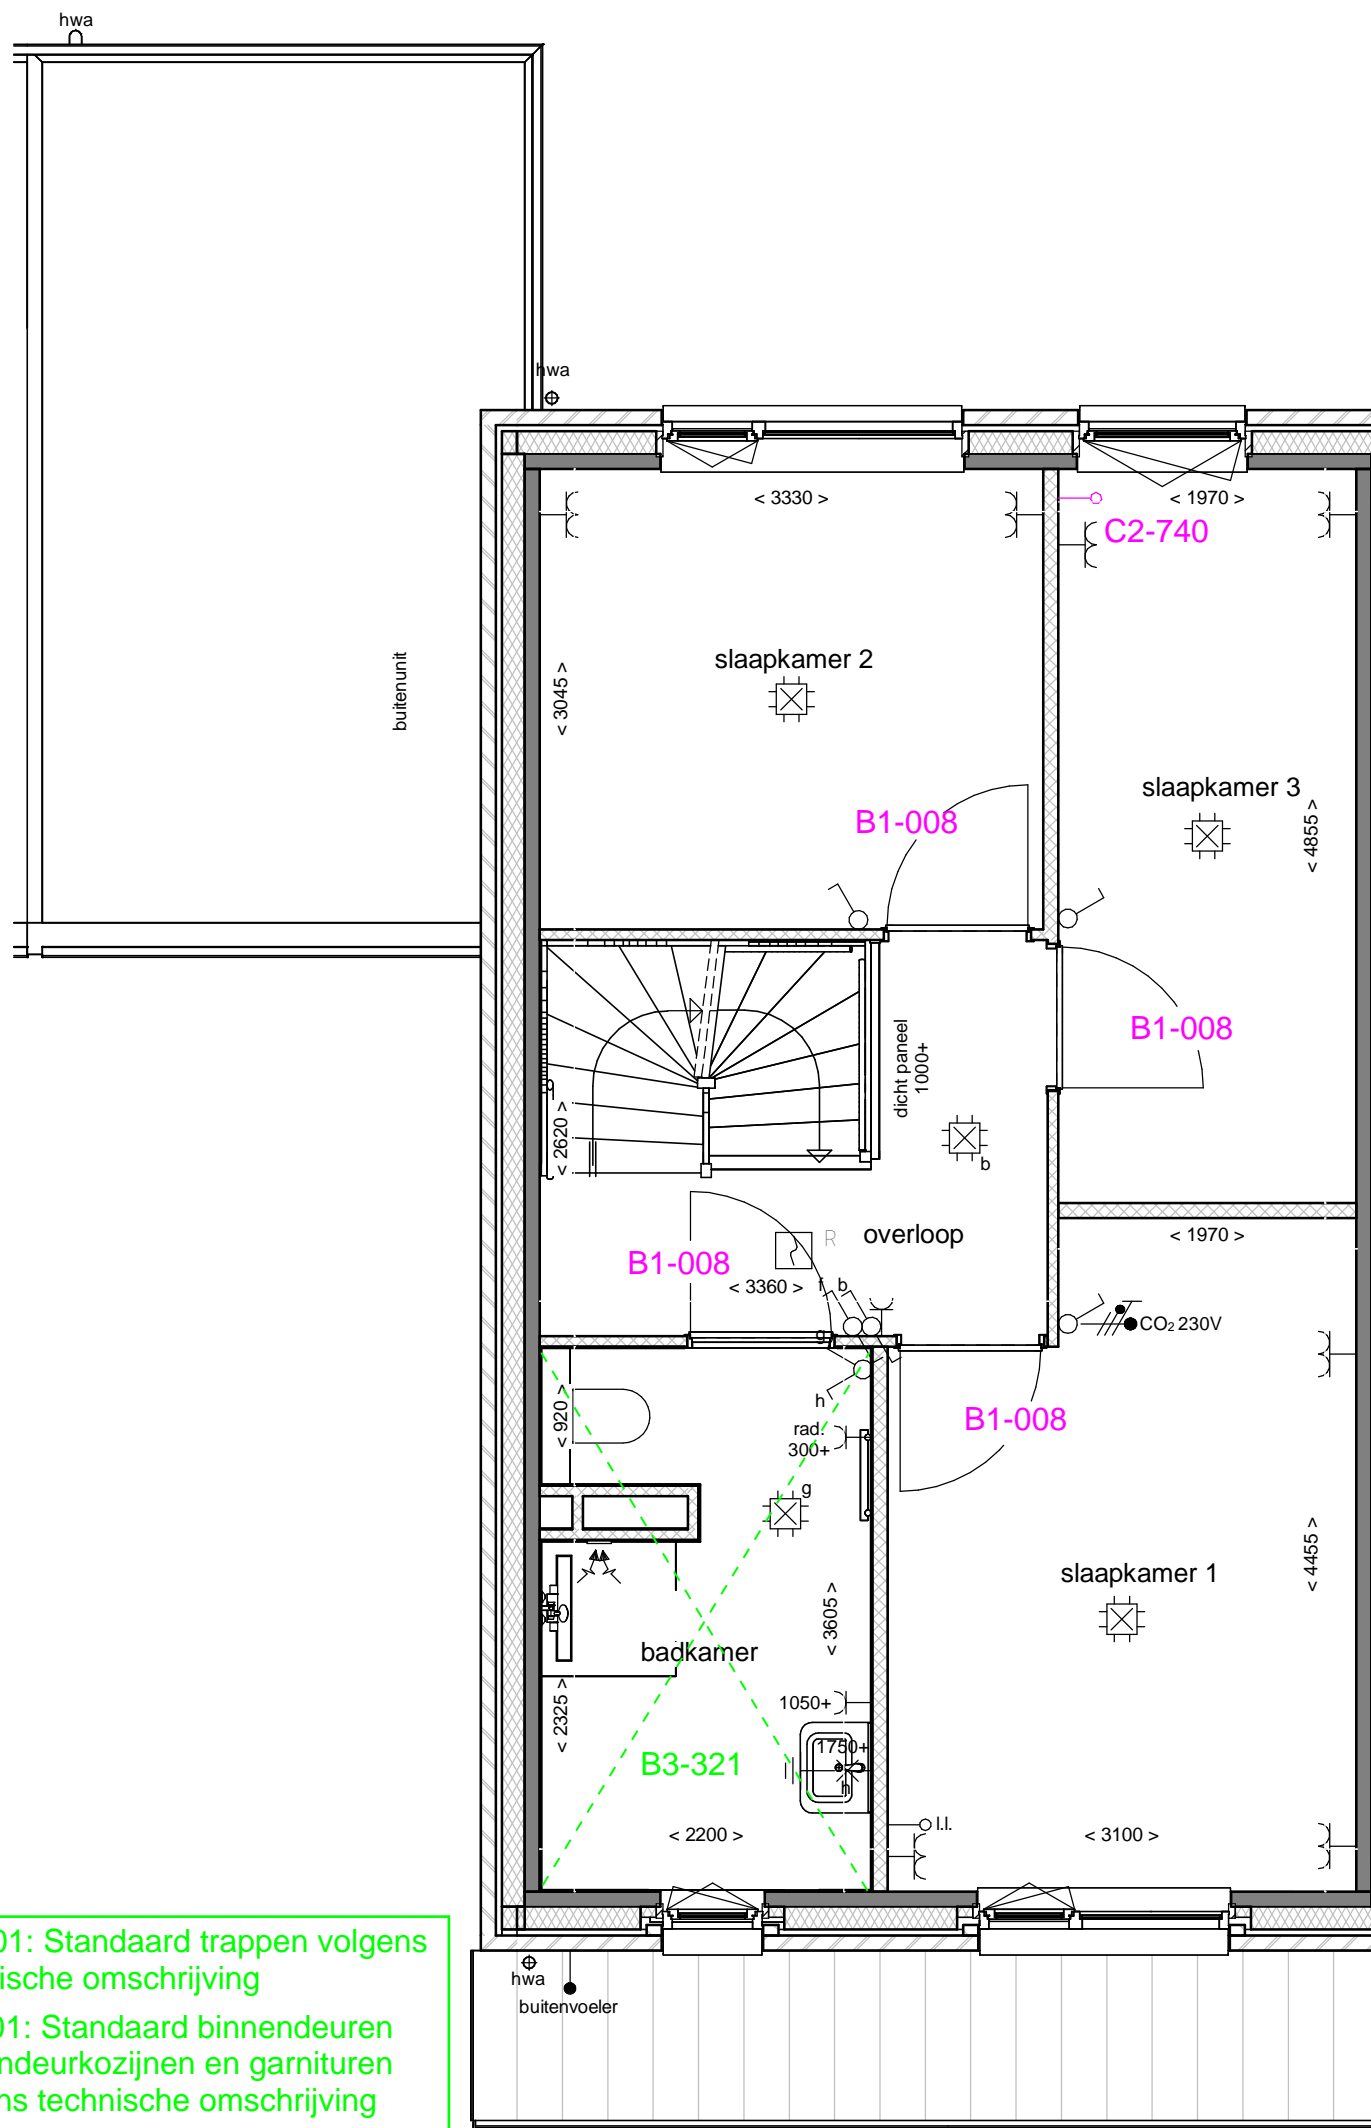 hwa
hwa
< 3330 >
< 1970 >
C2-740
buitenunit
< 3045 >
slaapkamer 2
slaapkamer 3
< 4855 >
B1-008
B1-008
dicht paneel
1000+
< 2620 >
b
overloop
R
B1-008
< 3360 >
f
b
g
< 1970 >
CO₂ 230V
h
< 920 >
rad.
300+
B1-008
g
< 4455 >
slaapkamer 1
< 3605 >
badkamer
< 2325 >
1050+
1750+
h
B3-321
< 2200 >
l.l.
< 3100 >
01: Standaard trappen volgens
ische omschrijving
01: Standaard binnendeuren
ndeurkozijnen en garnituren
ns technische omschrijving
hwa
buitenvoeler